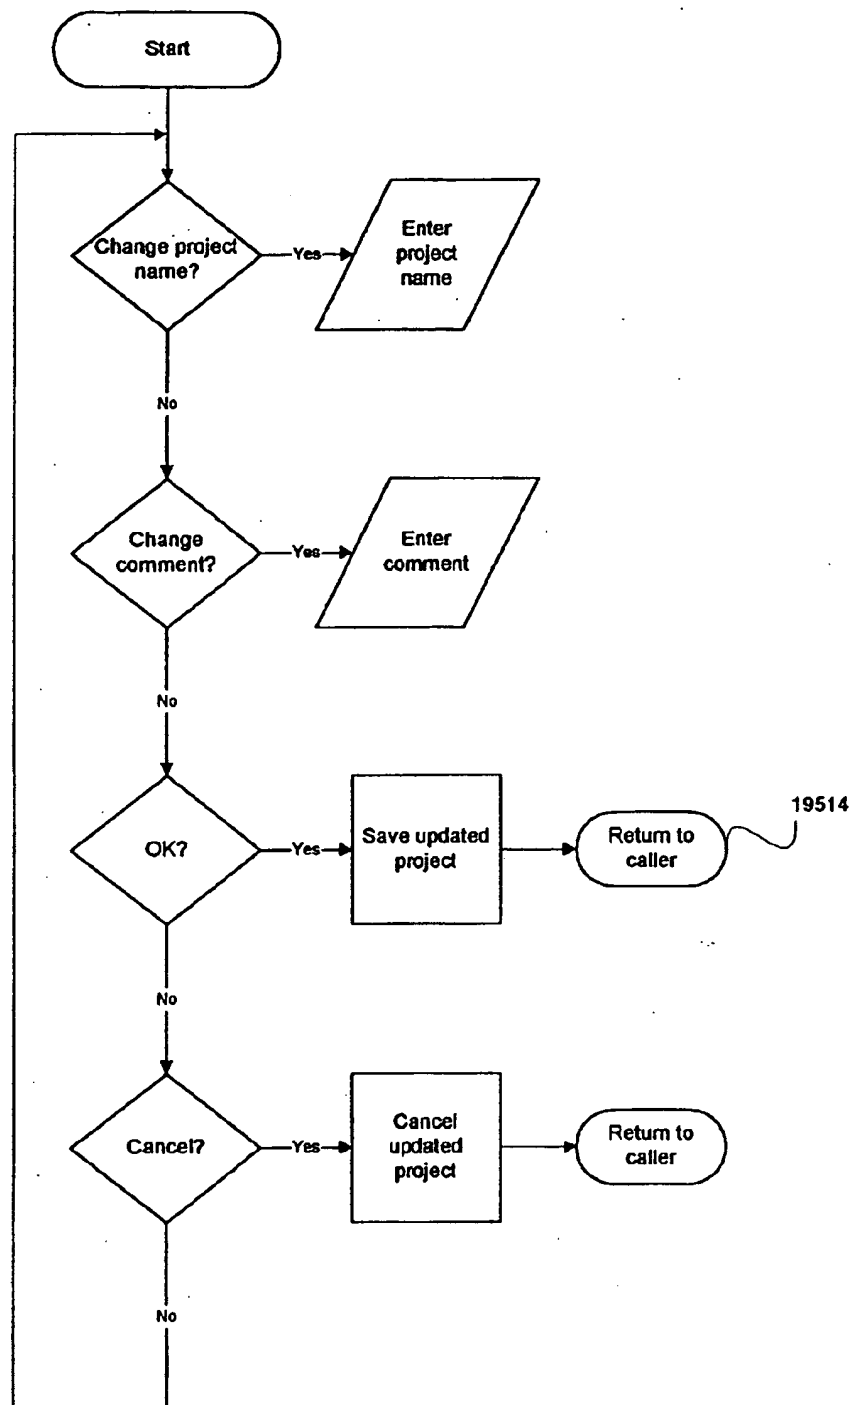 Start
Change project
name?
Yes
Enter
project
name
No
Change
comment?
Yes
Enter
comment
No
OK?
Yes
Save updated
project
Return to
caller
19514
No
Cancel?
Yes
Cancel
updated
project
Return to
caller
No